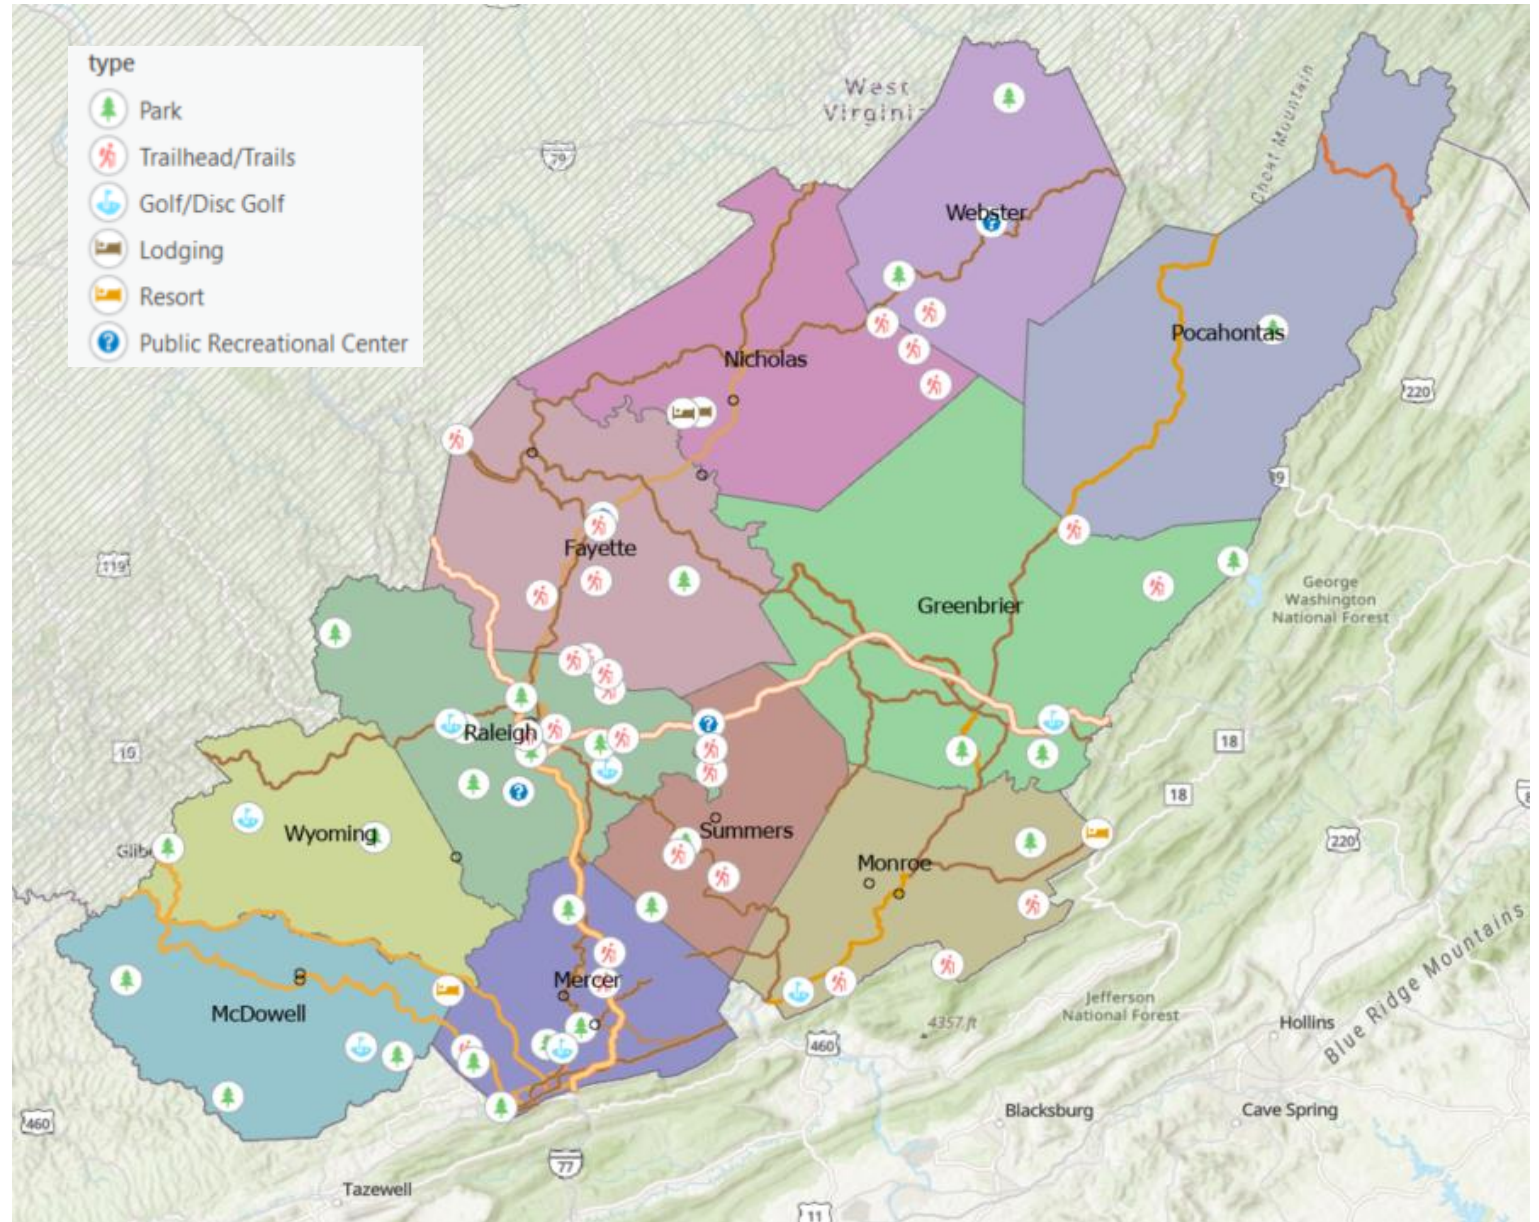 type
Park
Trailhead/Trails
Golf/Disc Golf
Lodging
Resort
Public Recreational Center
West
Virginia
79
Cheat Mountain
Webster
Pocahontas
Nicholas
220
Fayette
119
Greenbrier
George
Washington
National Forest
Raleigh
19
18
18
Wyoming
Summers
220
Monroe
Mercer
McDowell
Jefferson
National Forest
4357 ft
Hollins
Blue Ridge Mountains
460
460
Blacksburg
Cave Spring
77
Tazewell
11